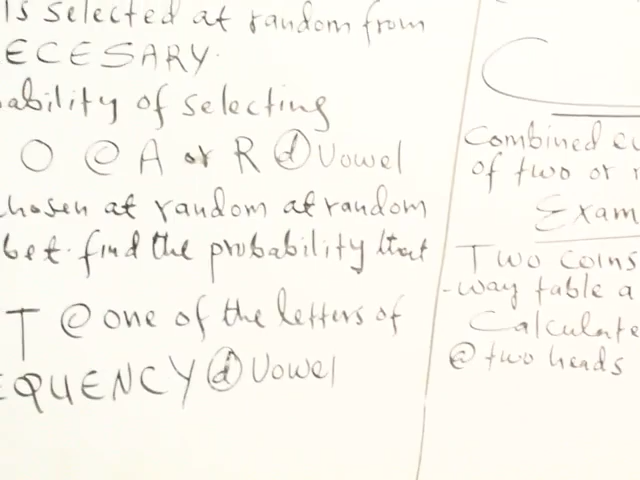 is selected at random from
ECESARY.
ability of selecting
O @ A or R (d) Vowel
chosen at random at random
bet. find the probability that
T @ one of the letters of
EQUENCY (d) Vowel
Combined
of two or
Exam
Two coins
-way table a
Calculate
@ two heads